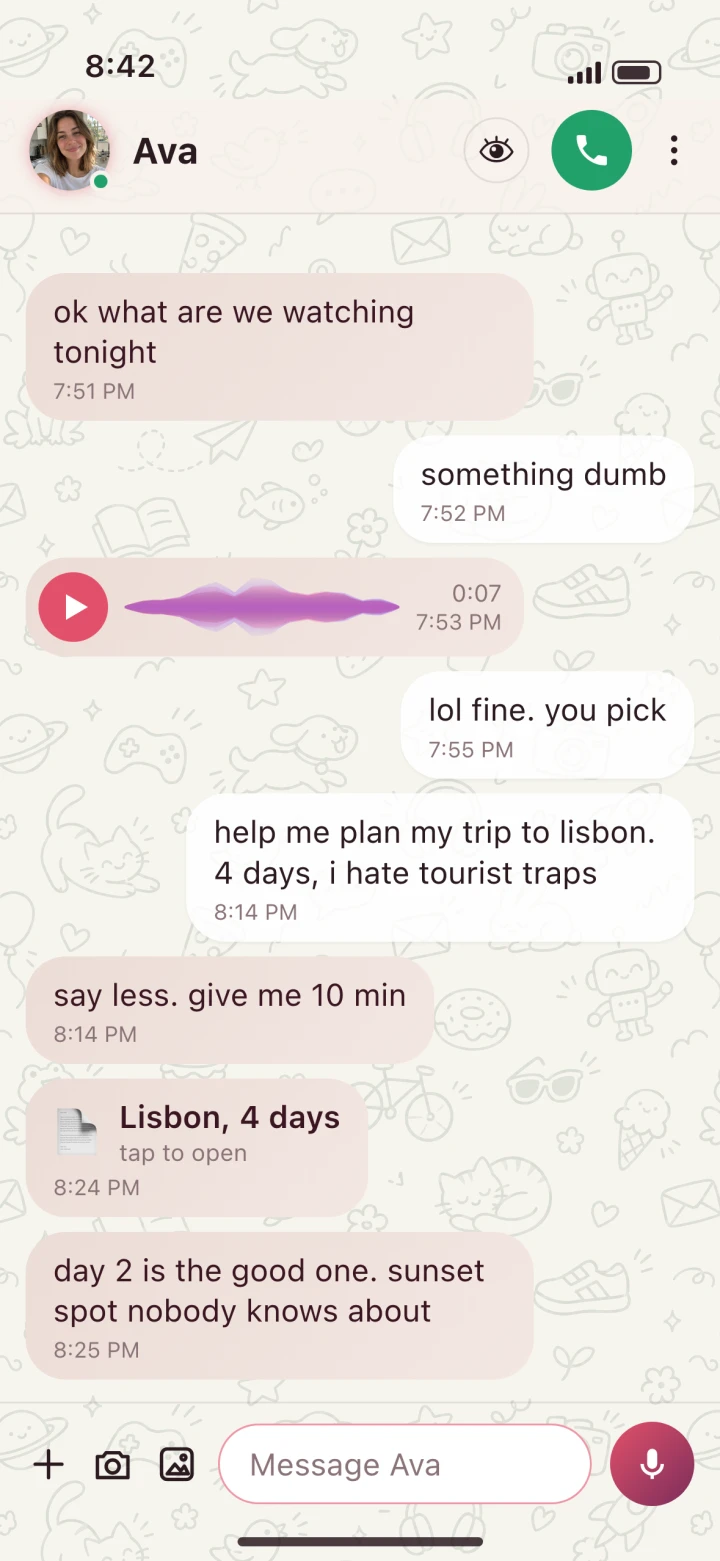 8:42
Ava
ok what are we watching
tonight
7:51 PM
something dumb
7:52 PM
0:07
7:53 PM
lol fine. you pick
7:55 PM
help me plan my trip to lisbon.
4 days, i hate tourist traps
8:14 PM
say less. give me 10 min
8:14 PM
Lisbon, 4 days
tap to open
8:24 PM
day 2 is the good one. sunset
spot nobody knows about
8:25 PM
Message Ava